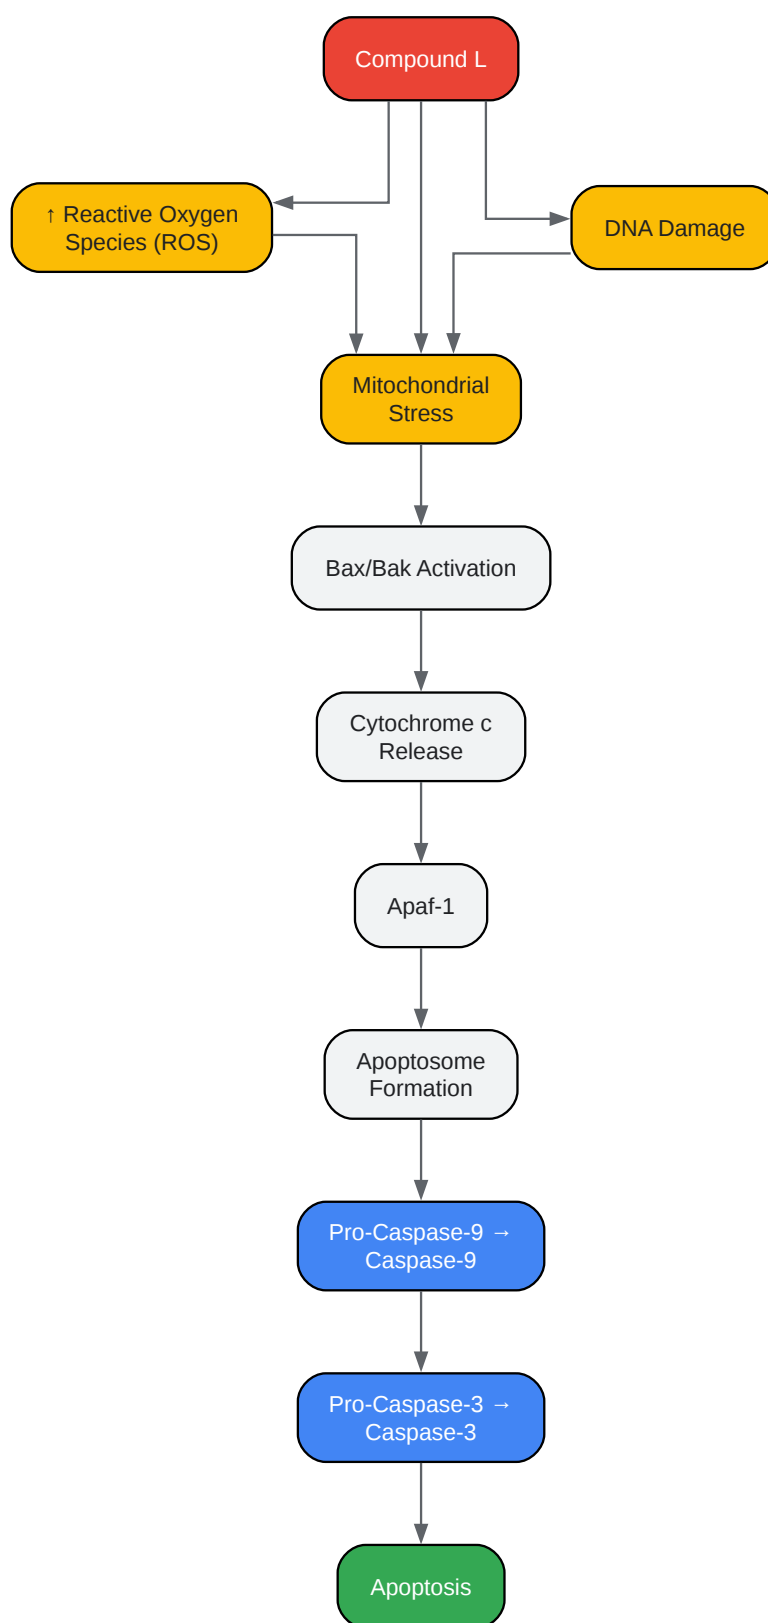 Compound L
↑ Reactive Oxygen
Species (ROS)
DNA Damage
Mitochondrial
Stress
Bax/Bak Activation
Cytochrome c
Release
Apaf-1
Apoptosome
Formation
Pro-Caspase-9 →
Caspase-9
Pro-Caspase-3 →
Caspase-3
Apoptosis